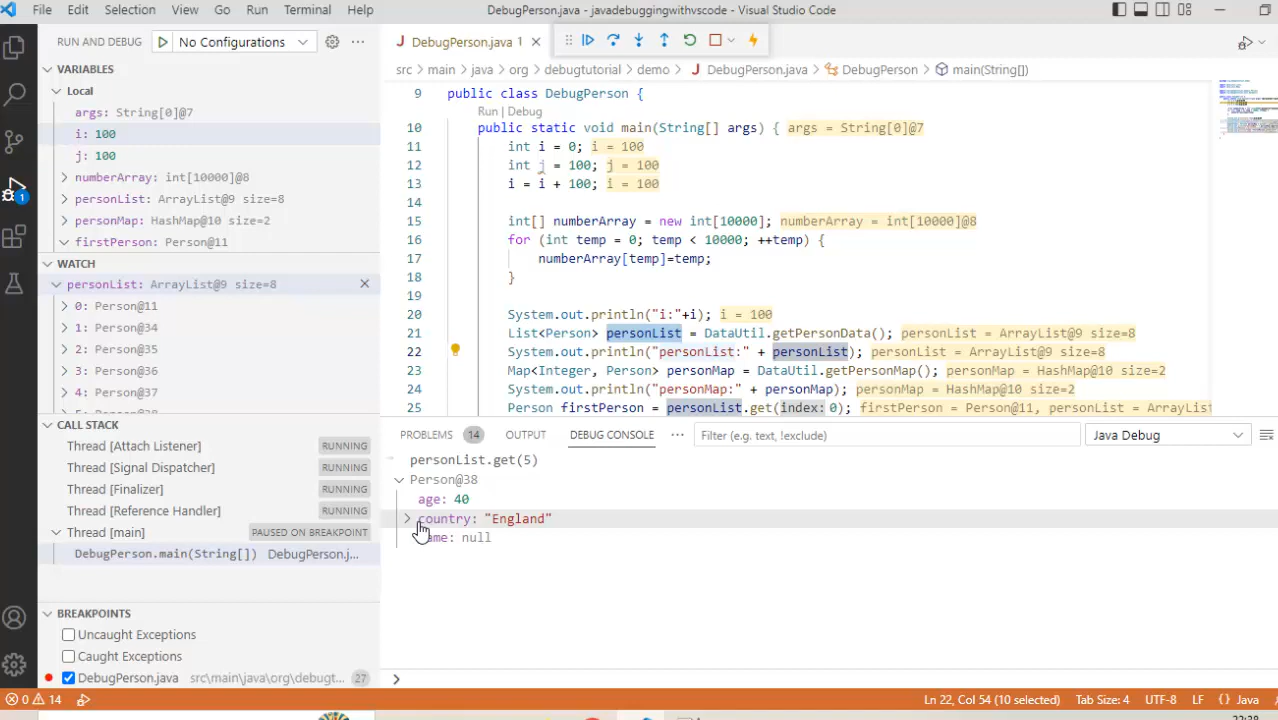 File Edit Selection View Go Run Terminal Help DebugPerson.java - javadebuggingwithvscode - Visual Studio Code
RUN AND DEBUG No Configurations
VARIABLES
Local
args: String[0]@7
i: 100
j: 100
numberArray: int[10000]@8
personList: ArrayList@9 size=8
personMap: HashMap@10 size=2
firstPerson: Person@11
WATCH
personList: ArrayList@9 size=8
0: Person@11
1: Person@34
2: Person@35
3: Person@36
4: Person@37
5: Person@38
CALL STACK
Thread [Attach Listener] RUNNING
Thread [Signal Dispatcher] RUNNING
Thread [Finalizer] RUNNING
Thread [Reference Handler] RUNNING
Thread [main] PAUSED ON BREAKPOINT
DebugPerson.main(String[]) DebugPerson.j...
BREAKPOINTS
Uncaught Exceptions
Caught Exceptions
DebugPerson.java src\main\java\org\debugt... 27
1
DebugPerson.java 1
src > main > java > org > debugtutorial > demo > DebugPerson.java > DebugPerson > main(String[])
9 public class DebugPerson {
Run | Debug
10 public static void main(String[] args) { args = String[0]@7
11 int i = 0; i = 100
12 int j = 100; j = 100
13 i = i + 100; i = 100
14
15 int[] numberArray = new int[10000]; numberArray = int[10000]@8
16 for (int temp = 0; temp < 10000; ++temp) {
17 numberArray[temp]=temp;
18 }
19
20 System.out.println("i:"+i); i = 100
21 List<Person> personList = DataUtil.getPersonData(); personList = ArrayList@9 size=8
22 System.out.println("personList:" + personList); personList = ArrayList@9 size=8
23 Map<Integer, Person> personMap = DataUtil.getPersonMap(); personMap = HashMap@10 size=2
24 System.out.println("personMap:" + personMap); personMap = HashMap@10 size=2
25 Person firstPerson = personList.get(index:0); firstPerson = Person@11, personList = ArrayList
PROBLEMS 14 OUTPUT DEBUG CONSOLE ... Filter (e.g. text, !exclude) Java Debug
personList.get(5)
Person@38
age: 40
country: "England"
ame: null
0 14 Ln 22, Col 54 (10 selected) Tab Size: 4 UTF-8 LF {} Java